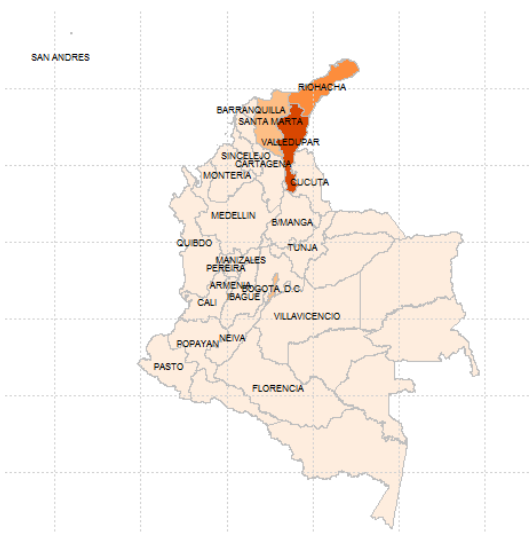 SAN ANDRES
RIOHACHA
BARRANQUILLA
SANTA MARTA
VALLEDUPAR
SINCELEJO
CARTAGENA
MONTERIA
CUCUTA
MEDELLIN
B/MANGA
QUIBDO
TUNJA
MANIZALES
PEREIRA
ARMENIA
BOGOTA, D.C.
IBAGUE
CALI
VILLAVICENCIO
NEIVA
POPAYAN
PASTO
FLORENCIA